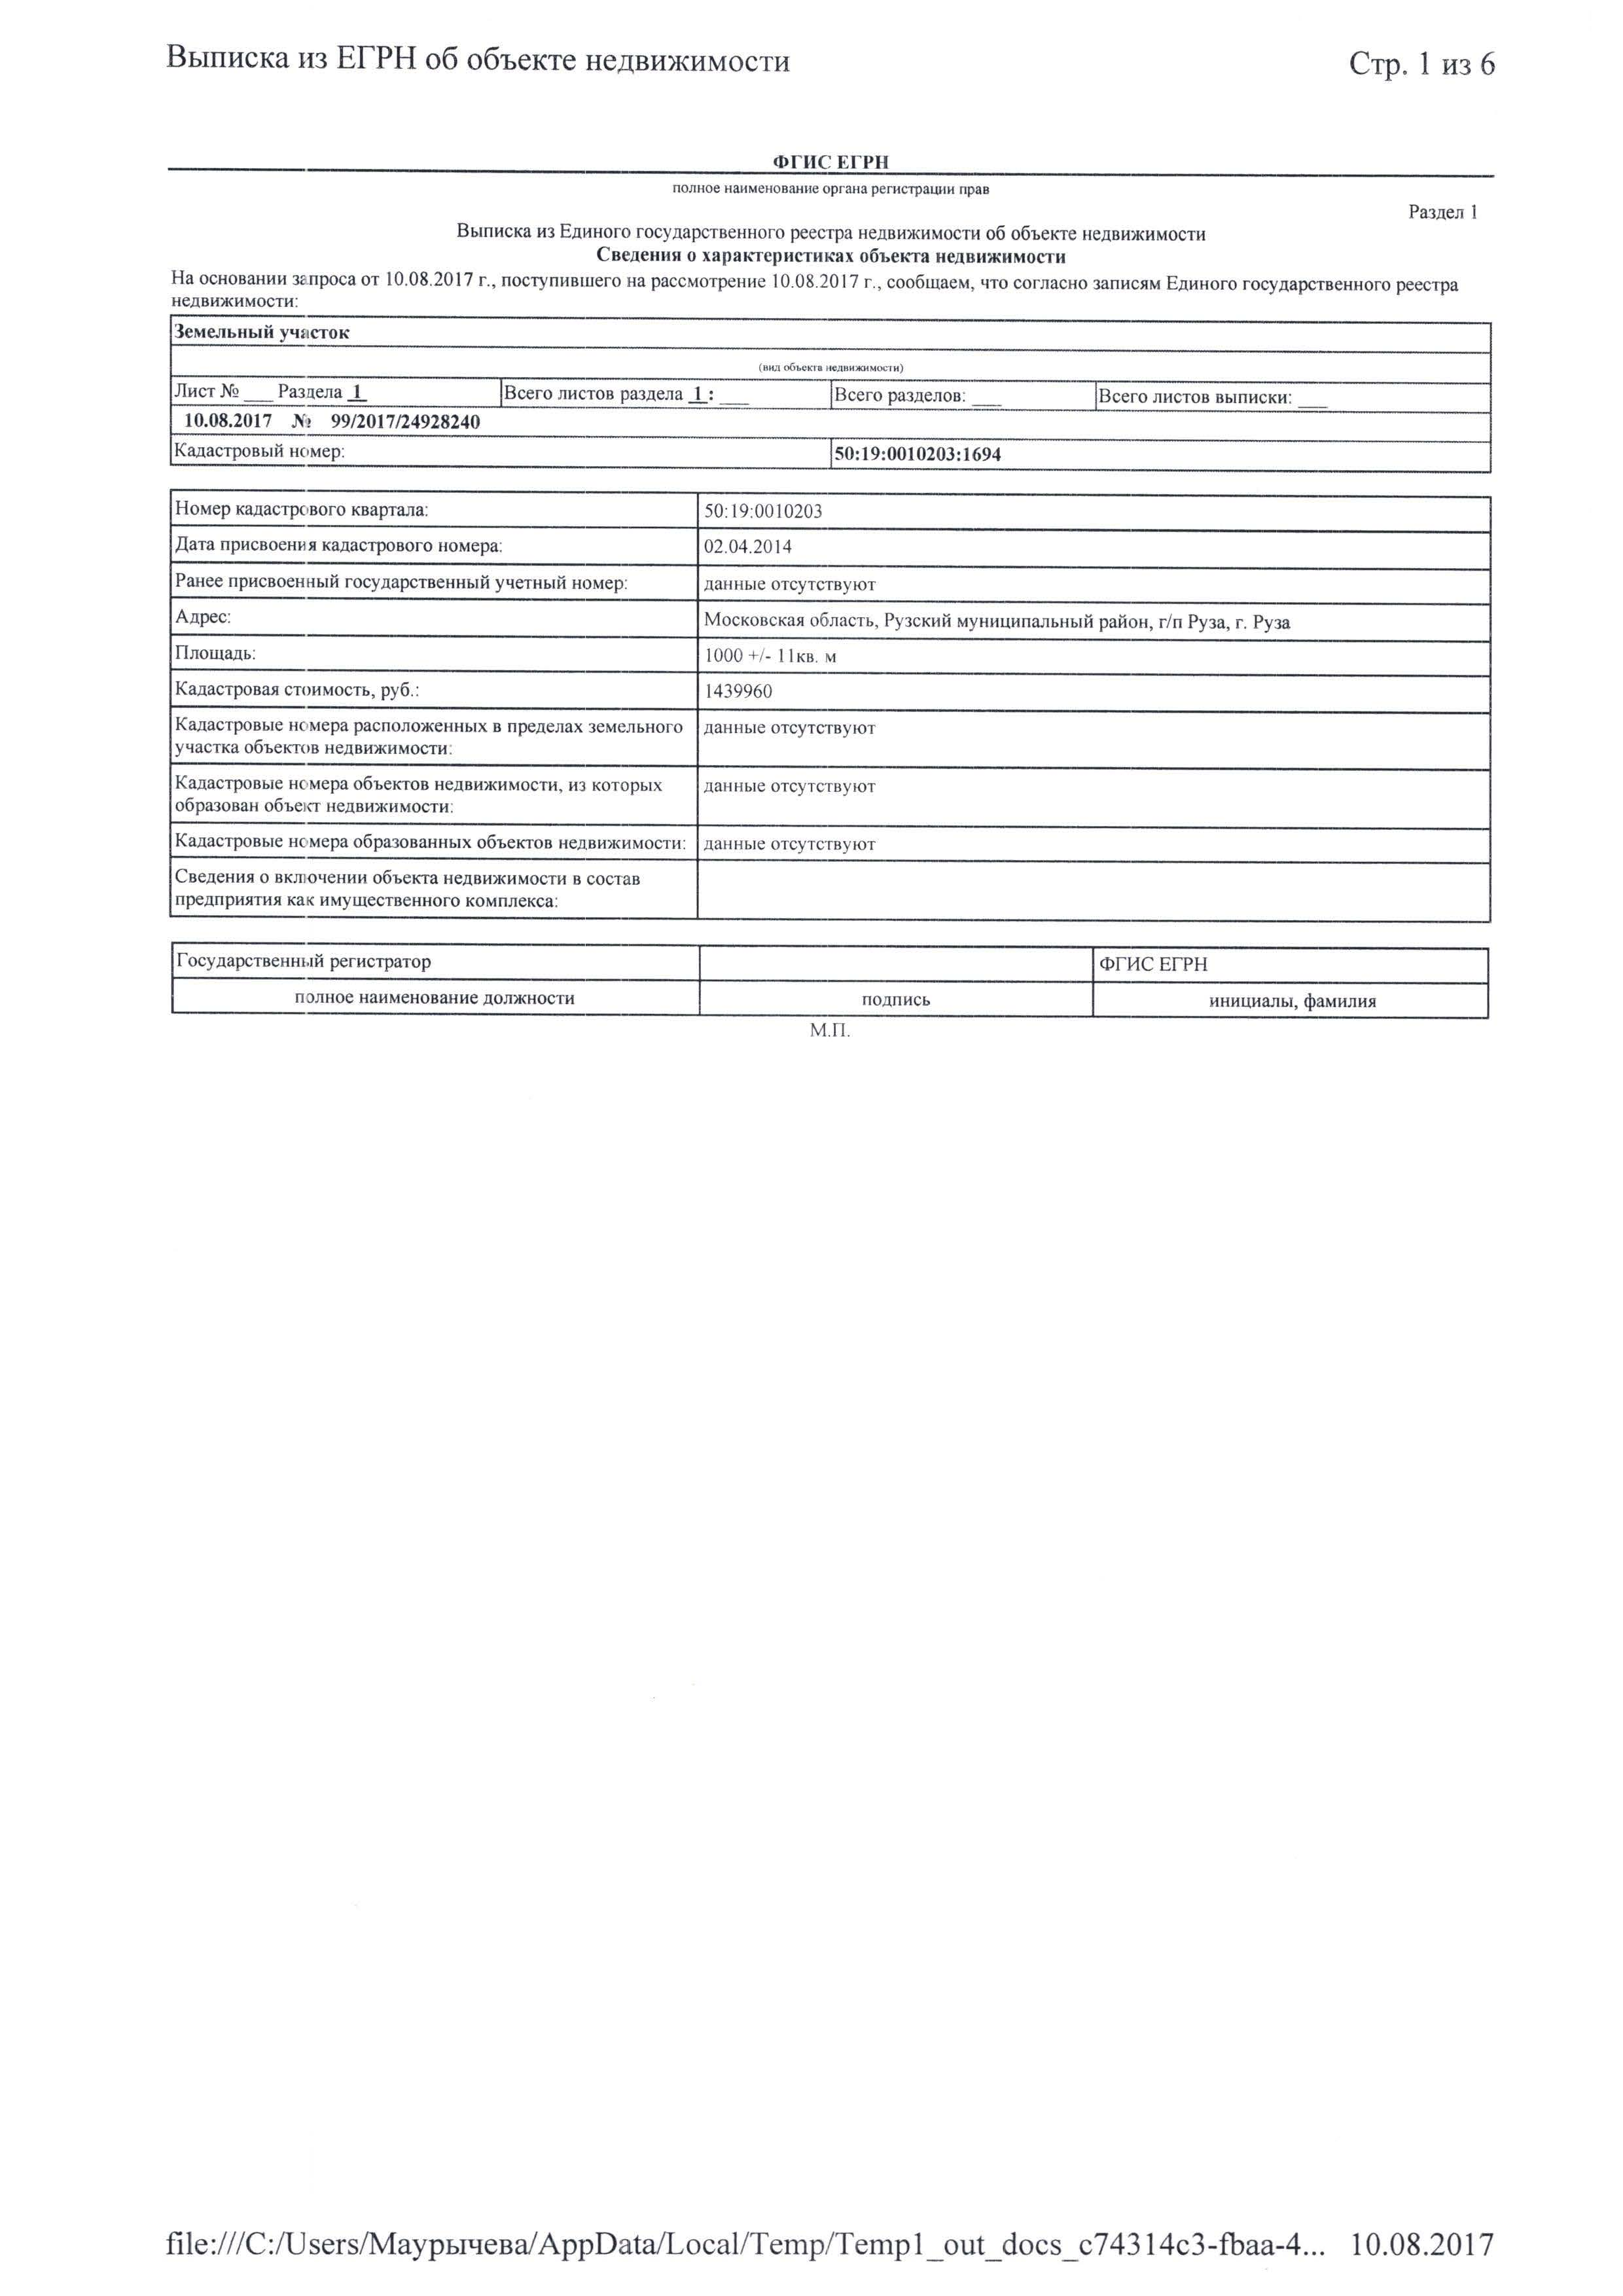 Выписка из ЕГРН об объекте недвижимости
Стр. 1 из 6
ФГИС ЕГРН
полное наименование органа регистрации прав
Раздел 1
Выписка из Единого государственного реестра недвижимости об объекте недвижимости
Сведения о характеристиках объекта недвижимости
На основании запроса от 10.08.2017 г., поступившего на рассмотрение 10.08.2017 г., сообщаем, что согласно записям Единого государственного реестра
недвижимости:
Земельный участок
(вид объекта недвижимости)
Лист № ___ Раздела 1 Всего листов раздела 1 : ___ Всего разделов: ___ Всего листов выписки: ___
10.08.2017 № 99/2017/24928240
Кадастровый номер: 50:19:0010203:1694
Номер кадастрового квартала: 50:19:0010203
Дата присвоения кадастрового номера: 02.04.2014
Ранее присвоенный государственный учетный номер: данные отсутствуют
Адрес: Московская область, Рузский муниципальный район, г/п Руза, г. Руза
Площадь: 1000 +/- 11кв. м
Кадастровая стоимость, руб.: 1439960
Кадастровые номера расположенных в пределах земельного данные отсутствуют
участка объектов недвижимости:
Кадастровые номера объектов недвижимости, из которых данные отсутствуют
образован объект недвижимости:
Кадастровые номера образованных объектов недвижимости: данные отсутствуют
Сведения о включении объекта недвижимости в состав
предприятия как имущественного комплекса:
Государственный регистратор ФГИС ЕГРН
полное наименование должности подпись инициалы, фамилия
М.П.
file:///C:/Users/Маурычева/AppData/Local/Temp/Temp1_out_docs_c74314c3-fbaa-4... 10.08.2017